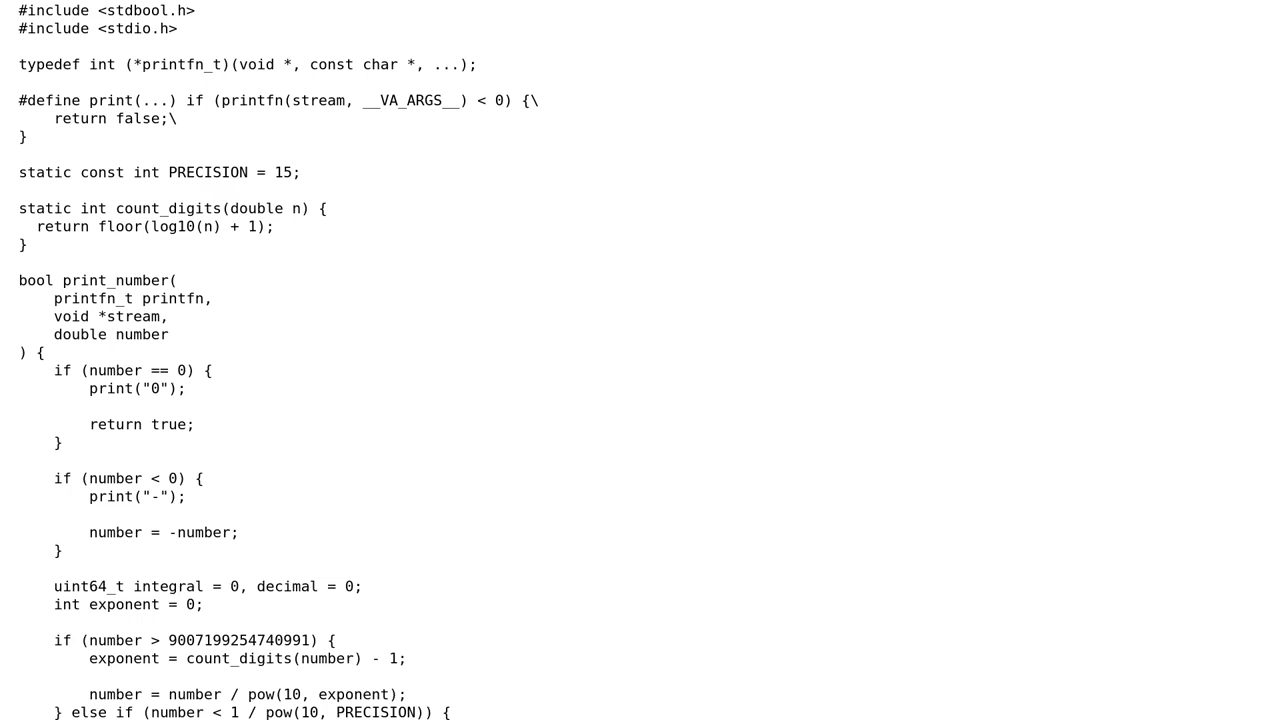 #include <stdbool.h>
#include <stdio.h>

typedef int (*printfn_t)(void *, const char *, ...);

#define print(...) if (printfn(stream, __VA_ARGS__) < 0) {\
    return false;\
}

static const int PRECISION = 15;

static int count_digits(double n) {
  return floor(log10(n) + 1);
}

bool print_number(
    printfn_t printfn,
    void *stream,
    double number
) {
    if (number == 0) {
        print("0");

        return true;
    }

    if (number < 0) {
        print("-");

        number = -number;
    }

    uint64_t integral = 0, decimal = 0;
    int exponent = 0;

    if (number > 9007199254740991) {
        exponent = count_digits(number) - 1;

        number = number / pow(10, exponent);
    } else if (number < 1 / pow(10, PRECISION)) {